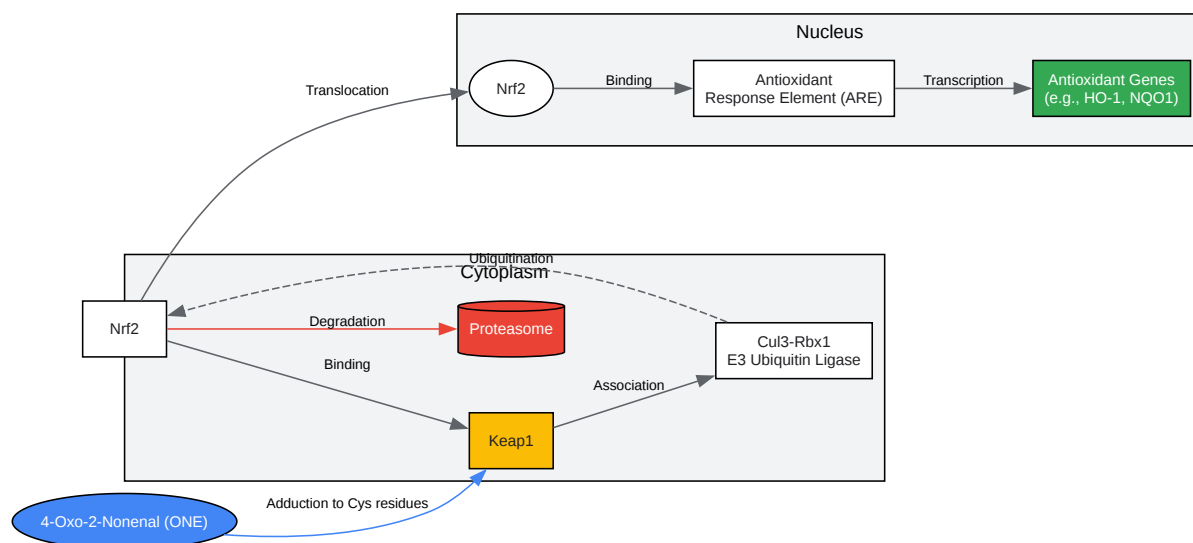 Nucleus
Translocation
Nrf2
Binding
Antioxidant
Response Element (ARE)
Transcription
Antioxidant Genes
(e.g., HO-1, NQO1)
Ubiquitination
Cytoplasm
Nrf2
Degradation
Proteasome
Cul3-Rbx1
E3 Ubiquitin Ligase
Binding
Association
Keap1
Adduction to Cys residues
4-Oxo-2-Nonenal (ONE)